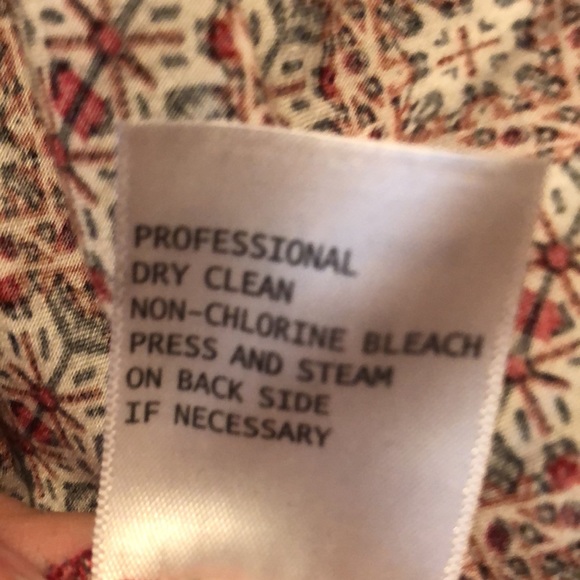 PROFESSIONAL
DRY CLEAN
NON-CHLORINE BLEACH
PRESS AND STEAM
ON BACK SIDE
IF NECESSARY